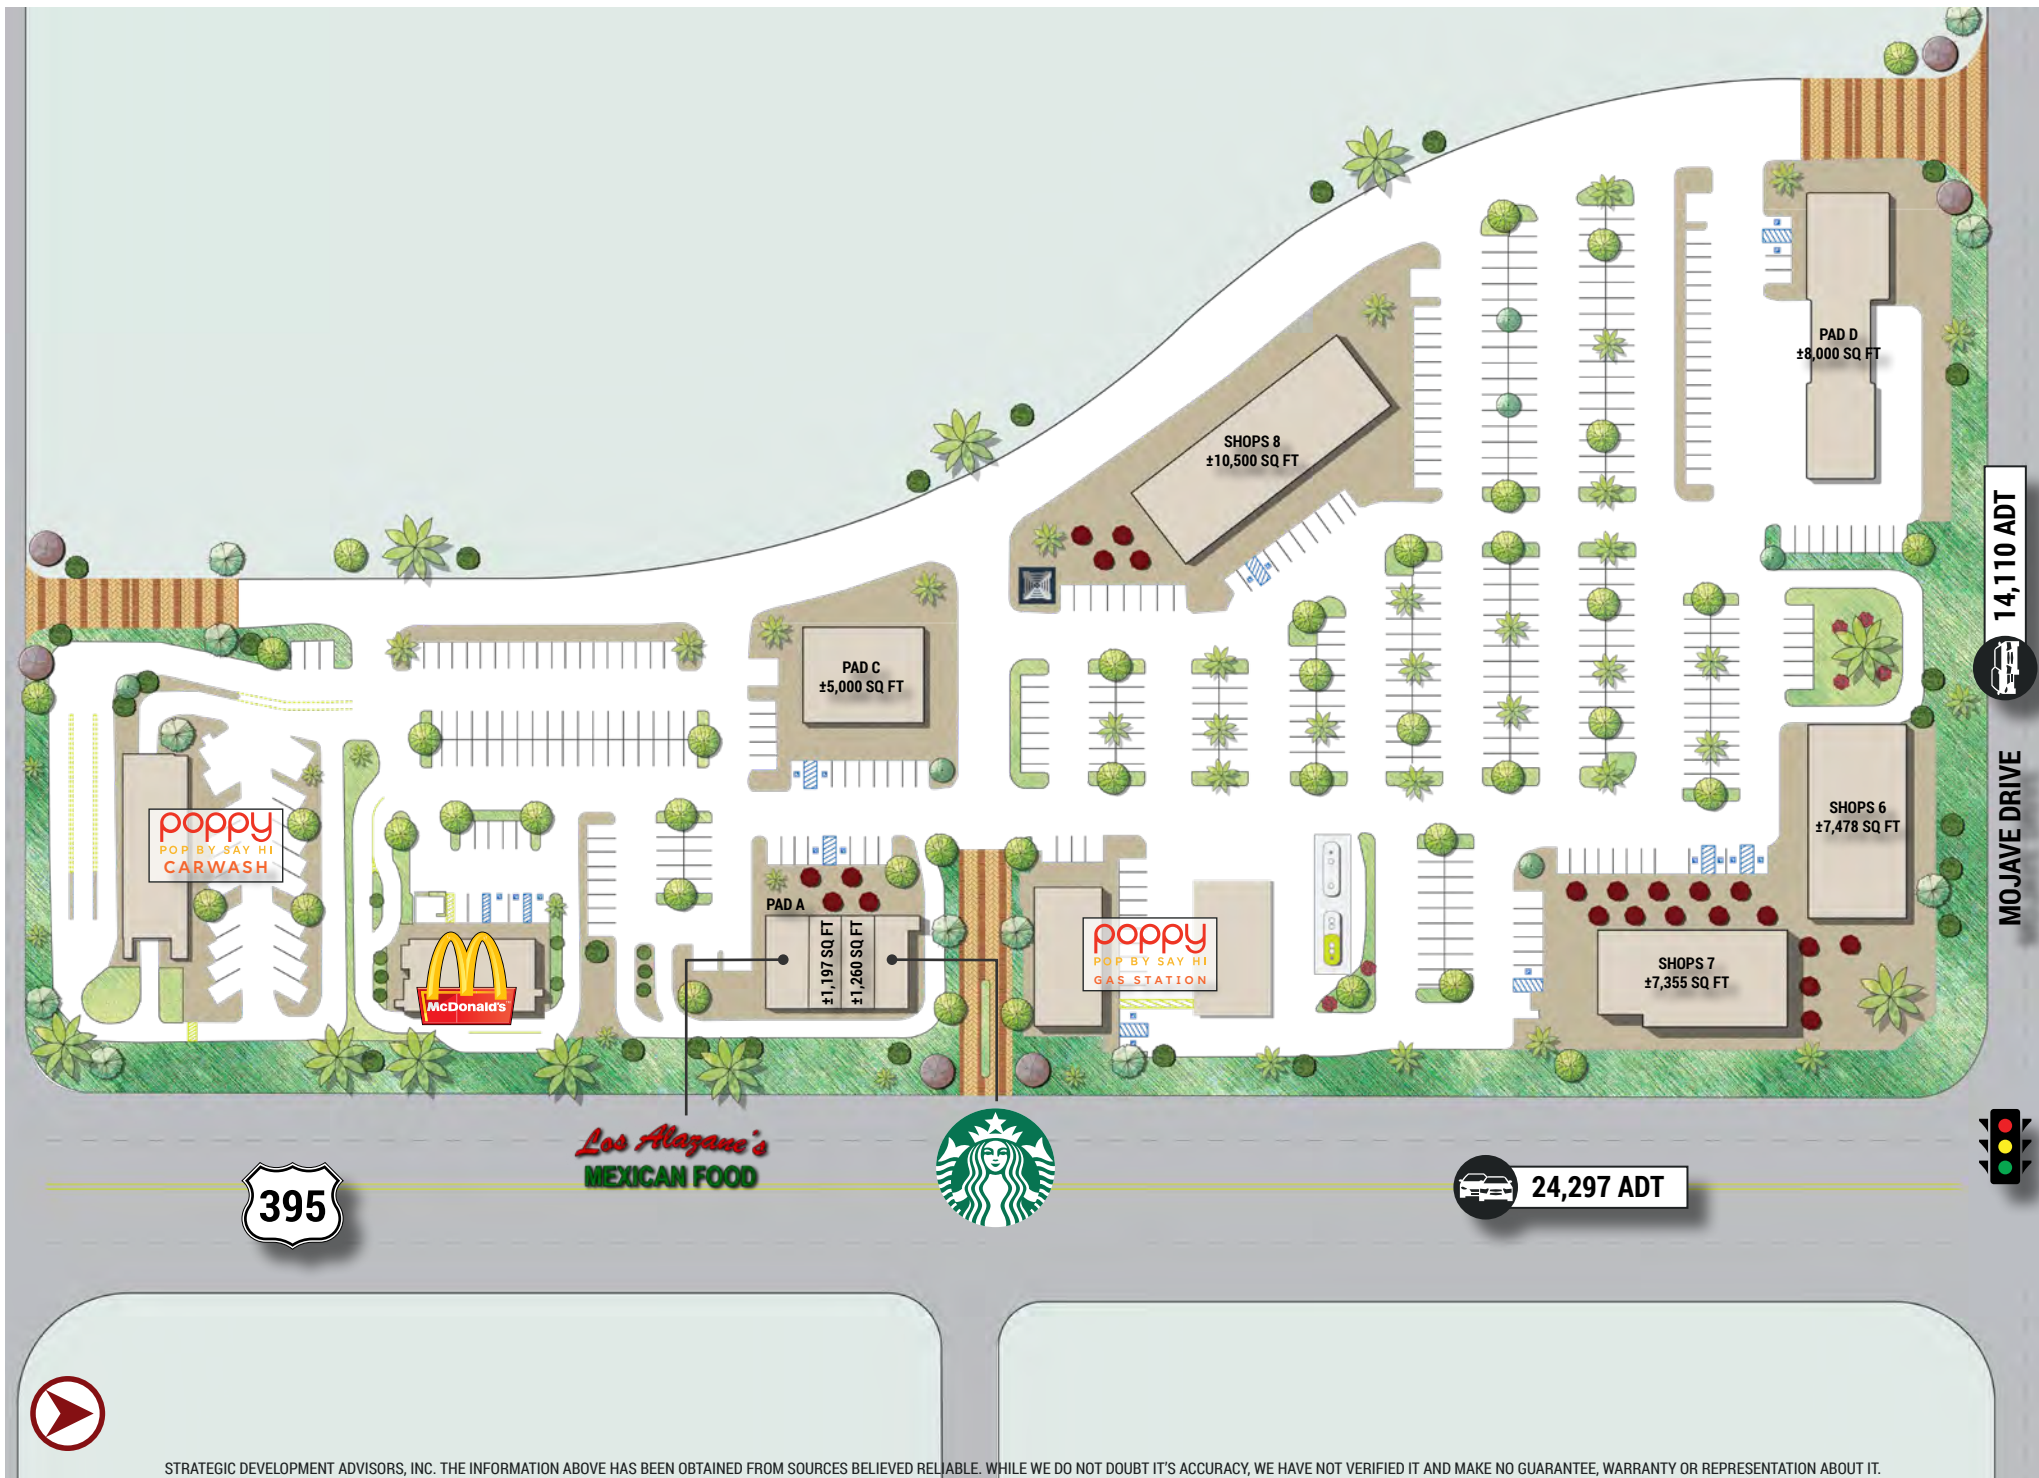 PAD D
±8,000 SQ FT
SHOPS 8
±10,500 SQ FT
14,110 ADT
PAD C
±5,000 SQ FT
MOJAVE DRIVE
poppy
POP BY SAY HI
CARWASH
SHOPS 6
±7,478 SQ FT
PAD A
±1,197 SQ FT
±1,260 SQ FT
poppy
POP BY SAY HI
GAS STATION
SHOPS 7
±7,355 SQ FT
McDonald's
Los Alazane's
MEXICAN FOOD
395
24,297 ADT
STRATEGIC DEVELOPMENT ADVISORS, INC. THE INFORMATION ABOVE HAS BEEN OBTAINED FROM SOURCES BELIEVED RELIABLE. WHILE WE DO NOT DOUBT IT'S ACCURACY, WE HAVE NOT VERIFIED IT AND MAKE NO GUARANTEE, WARRANTY OR REPRESENTATION ABOUT IT.